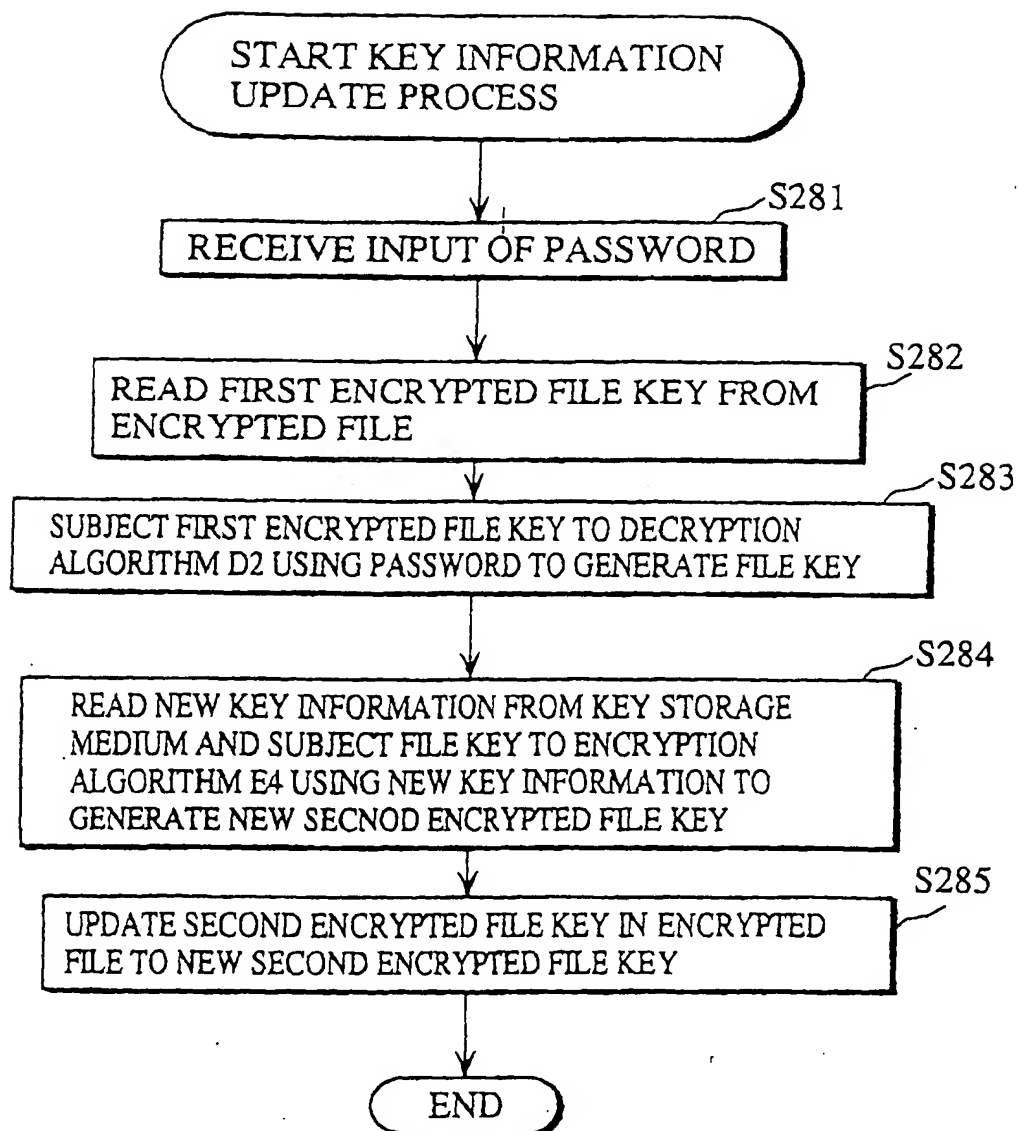 START KEY INFORMATION
UPDATE PROCESS
S281
RECEIVE INPUT OF PASSWORD
S282
READ FIRST ENCRYPTED FILE KEY FROM
ENCRYPTED FILE
S283
SUBJECT FIRST ENCRYPTED FILE KEY TO DECRYPTION
ALGORITHM D2 USING PASSWORD TO GENERATE FILE KEY
S284
READ NEW KEY INFORMATION FROM KEY STORAGE
MEDIUM AND SUBJECT FILE KEY TO ENCRYPTION
ALGORITHM E4 USING NEW KEY INFORMATION TO
GENERATE NEW SECNOD ENCRYPTED FILE KEY
S285
UPDATE SECOND ENCRYPTED FILE KEY IN ENCRYPTED
FILE TO NEW SECOND ENCRYPTED FILE KEY
END